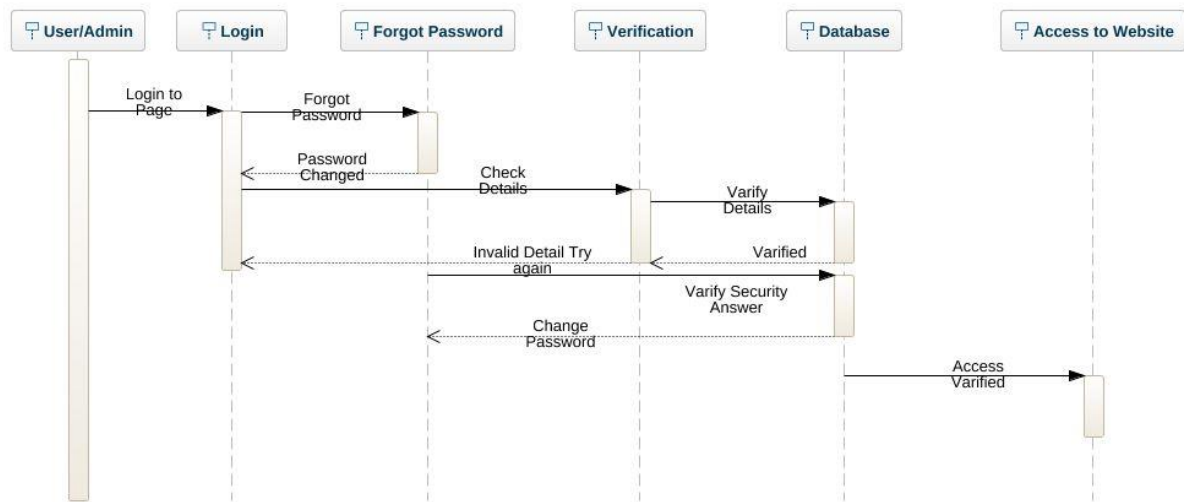 User/Admin
Login
Forgot Password
Verification
Database
Access to Website
Login to
Page
Forgot
Password
Password
Changed
Check
Details
Varify
Details
Invalid Detail Try
again
Varified
Varify Security
Answer
Change
Password
Access
Varified